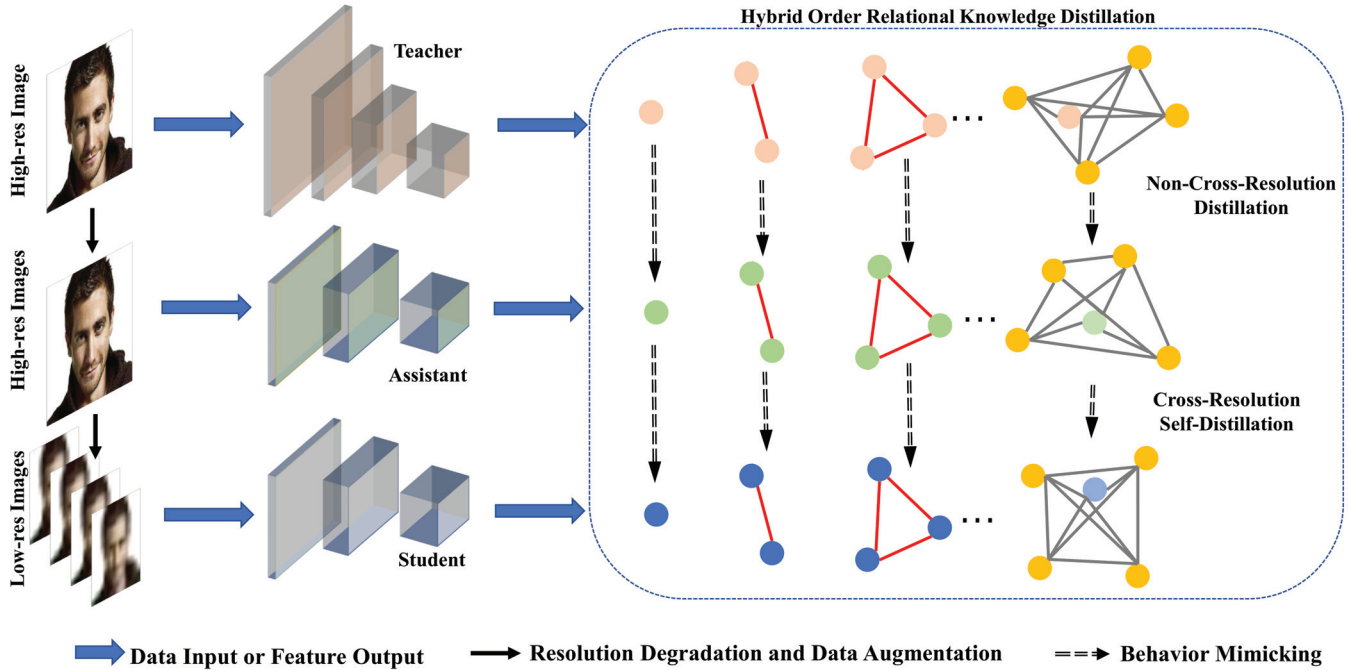 Hybrid Order Relational Knowledge Distillation
High-res Image
Teacher
...
Non-Cross-Resolution
Distillation
High-res Images
Assistant
...
Cross-Resolution
Self-Distillation
Low-res Images
Student
...
Data Input or Feature Output
Resolution Degradation and Data Augmentation
Behavior Mimicking